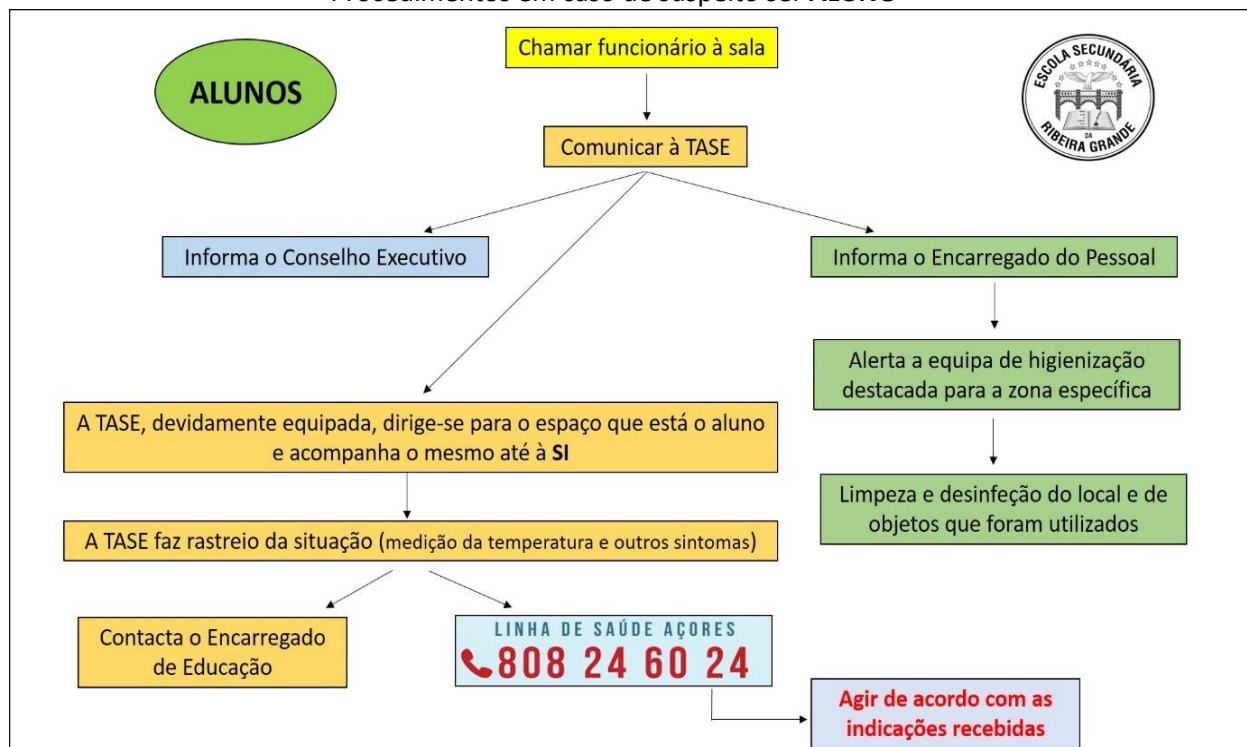 Procedimentos em caso de suspeito ser ALUNO
Chamar funcionário à sala
ALUNOS
ESCOLA SECUNDÁRIA
DA
RIBEIRA GRANDE
Comunicar à TASE
Informa o Conselho Executivo
Informa o Encarregado do Pessoal
Alerta a equipa de higienização
destacada para a zona específica
A TASE, devidamente equipada, dirige-se para o espaço que está o aluno
e acompanha o mesmo até à SI
Limpeza e desinfeção do local e de
objetos que foram utilizados
A TASE faz rastreio da situação (medição da temperatura e outros sintomas)
Contacta o Encarregado
de Educação
LINHA DE SAÚDE AÇORES
808 24 60 24
Agir de acordo com as
indicações recebidas